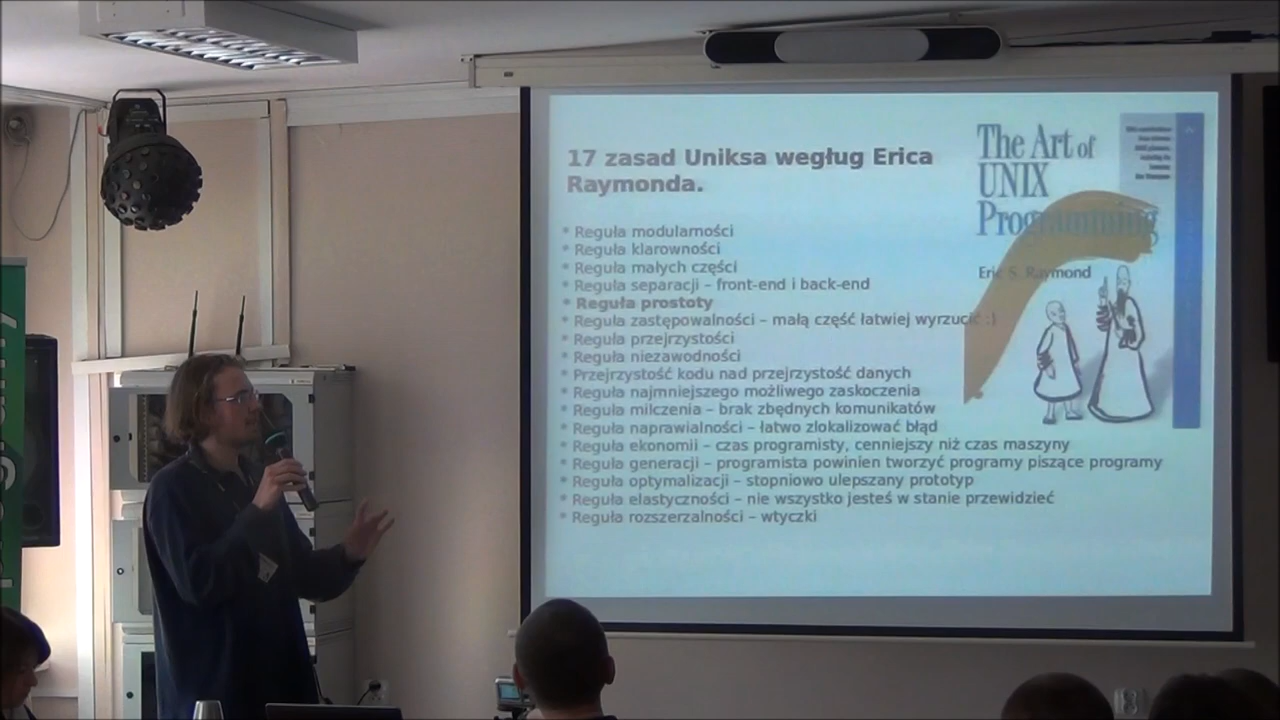 17 zasad Uniksa wegług Erica
Raymonda.
* Reguła modularności
* Reguła klarowności
* Reguła małych części
* Reguła separacji – front-end i back-end
* Reguła prostoty
* Reguła zastępowalności – małą część łatwiej wyrzucić :)
* Reguła przejrzystości
* Reguła niezawodności
* Przejrzystość kodu nad przejrzystość danych
* Reguła najmniejszego możliwego zaskoczenia
* Reguła milczenia – brak zbędnych komunikatów
* Reguła naprawialności – łatwo zlokalizować błąd
* Reguła ekonomii – czas programisty, cenniejszy niż czas maszyny
* Reguła generacji – programista powinien tworzyć programy piszące programy
* Reguła optymalizacji – stopniowo ulepszany prototyp
* Reguła elastyczności – nie wszystko jesteś w stanie przewidzieć
* Reguła rozszerzalności – wtyczki
The Art of
UNIX
Programming
Eric S. Raymond